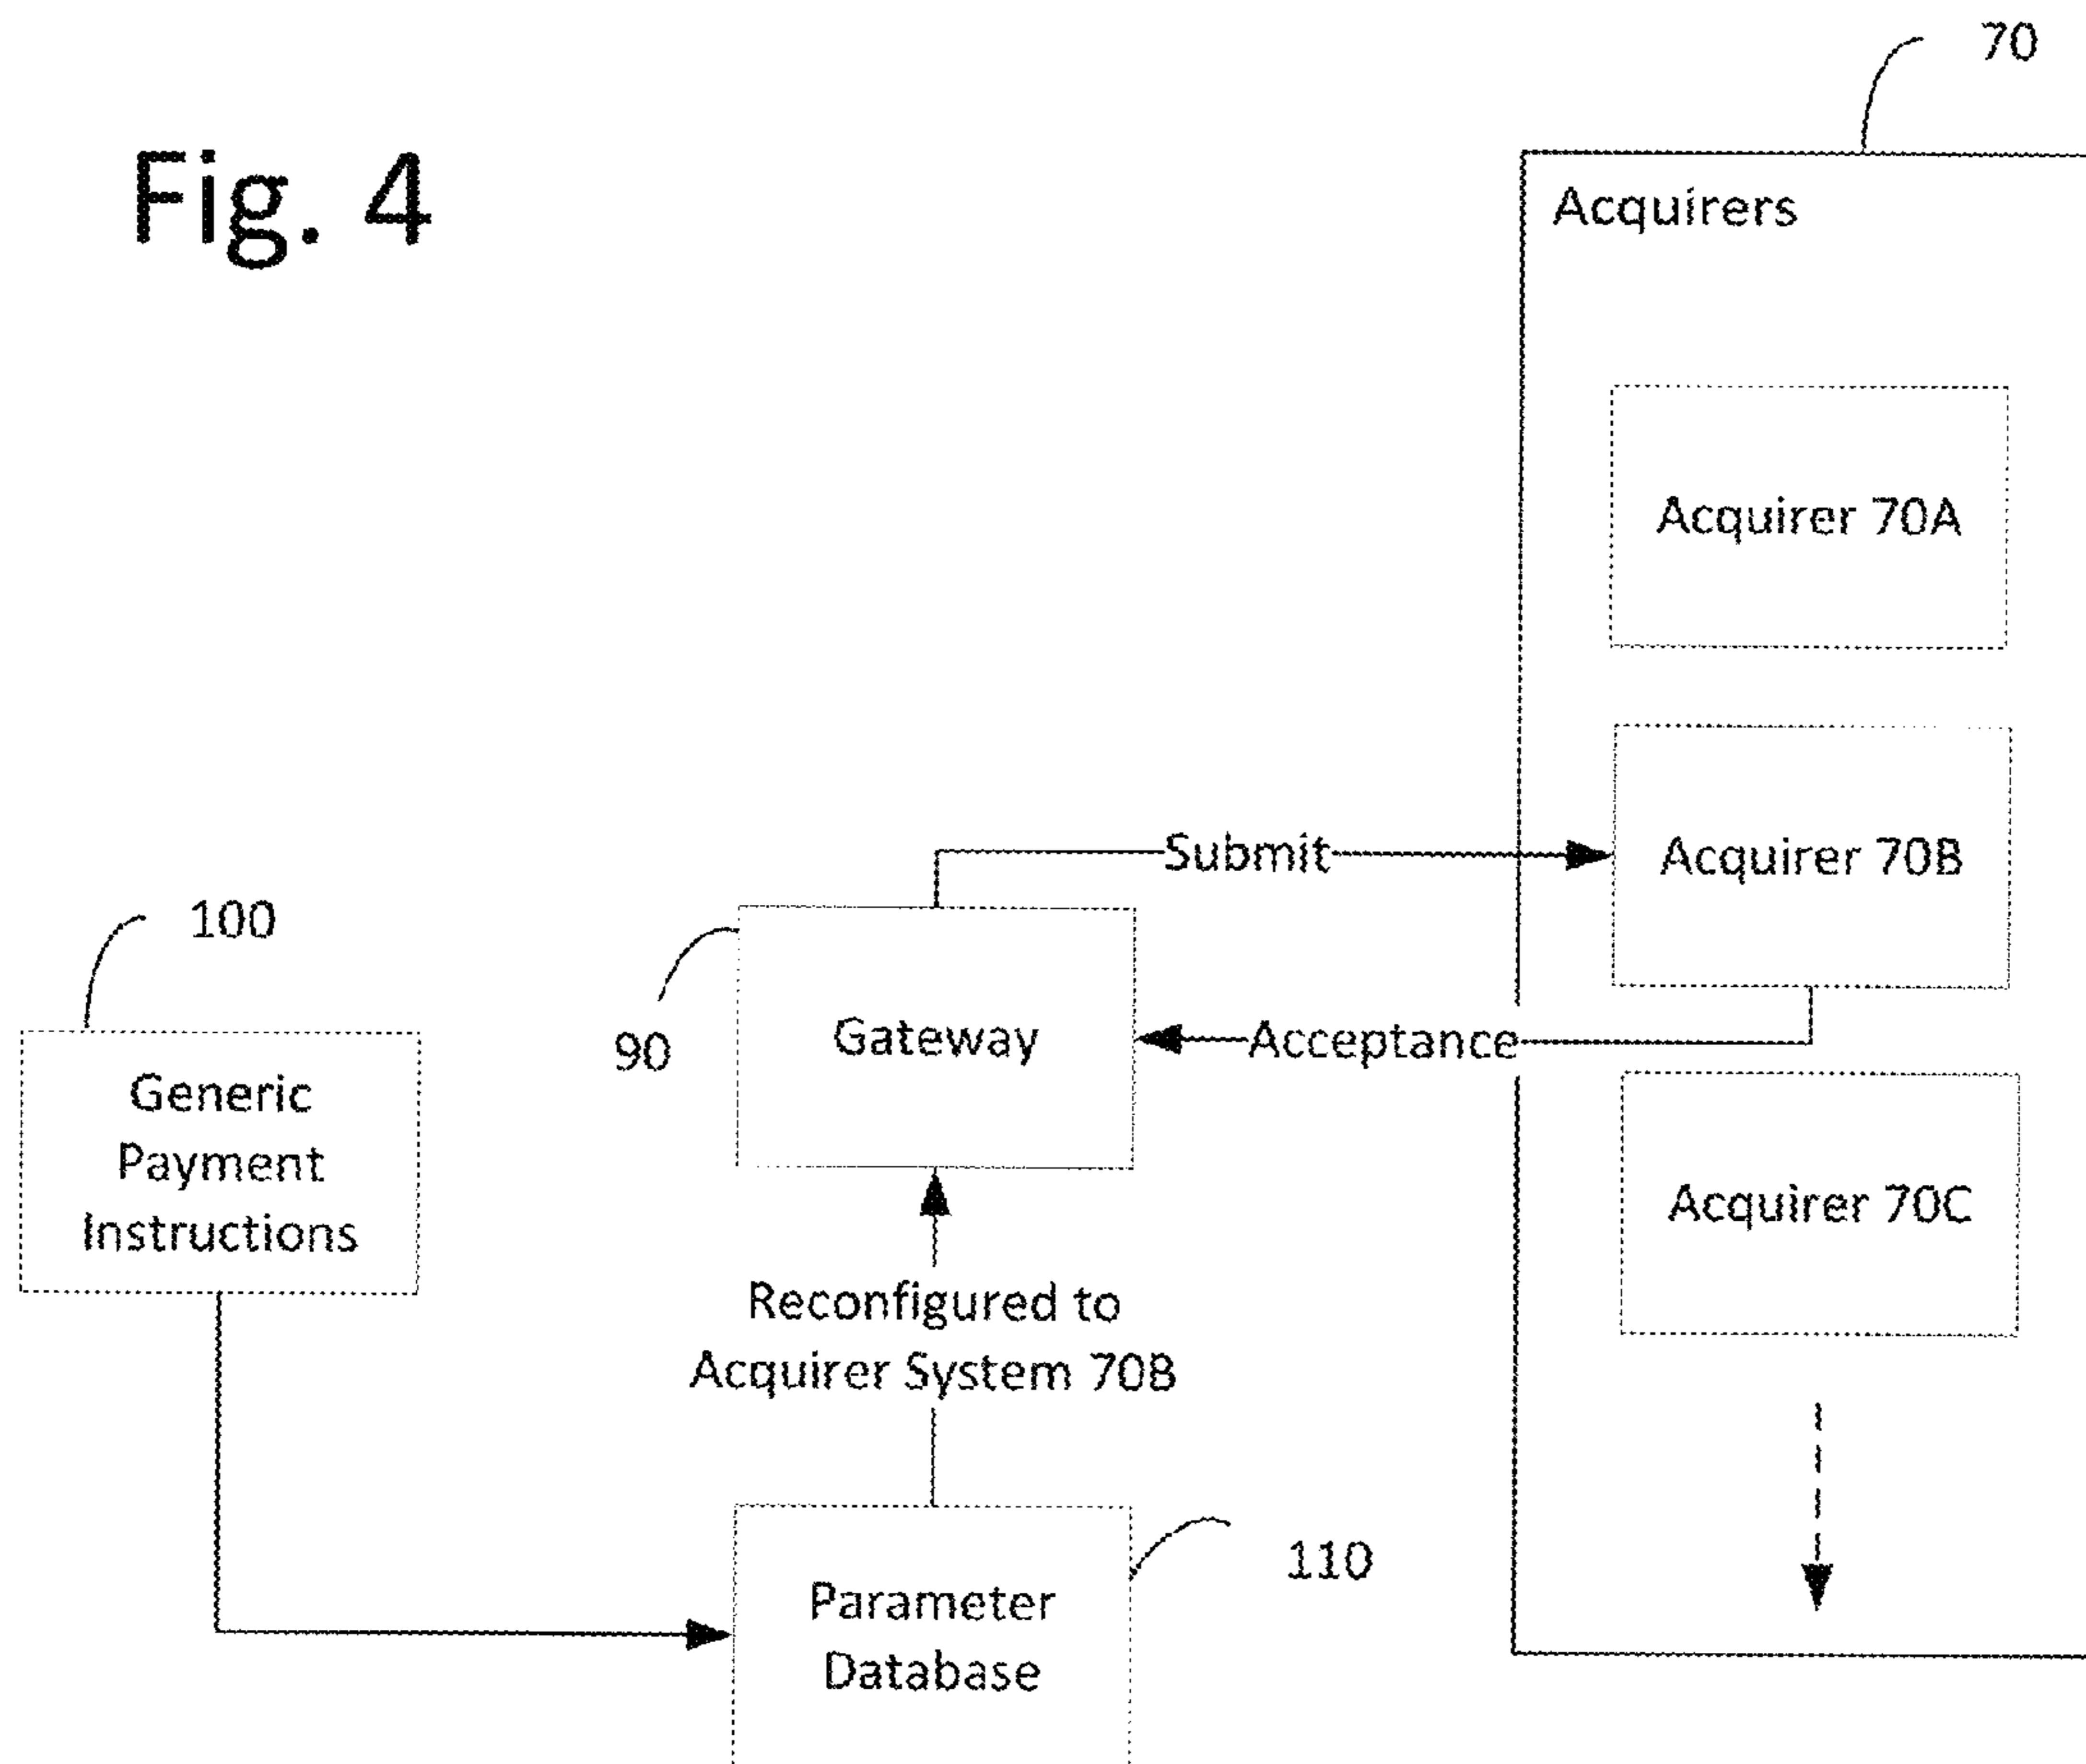 70
Fig. 4
Acquirers
Acquirer 70A
Submit
Acquirer 70B
100
90
Gateway
Acceptance
Generic
Payment
Instructions
Acquirer 70C
Reconfigured to
Acquirer System 70B
110
Parameter
Database